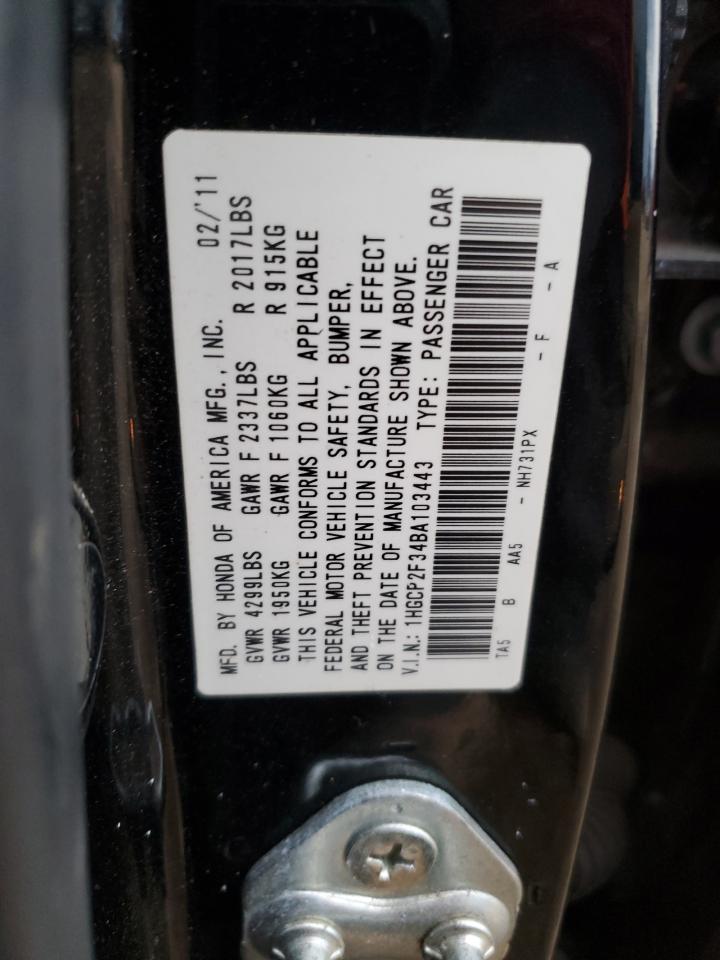 MFD. BY HONDA OF AMERICA MFG., INC. 02/'11
GVWR 4299LBS GAWR F 2337LBS R 2017LBS
GVWR 1950KG GAWR F 1060KG R 915KG
THIS VEHICLE CONFORMS TO ALL APPLICABLE
FEDERAL MOTOR VEHICLE SAFETY, BUMPER,
AND THEFT PREVENTION STANDARDS IN EFFECT
ON THE DATE OF MANUFACTURE SHOWN ABOVE.
V.I.N.: 1HGCP2F34BA103443 TYPE: PASSENGER CAR
TA5 B AA5 - NH731PX - F - A